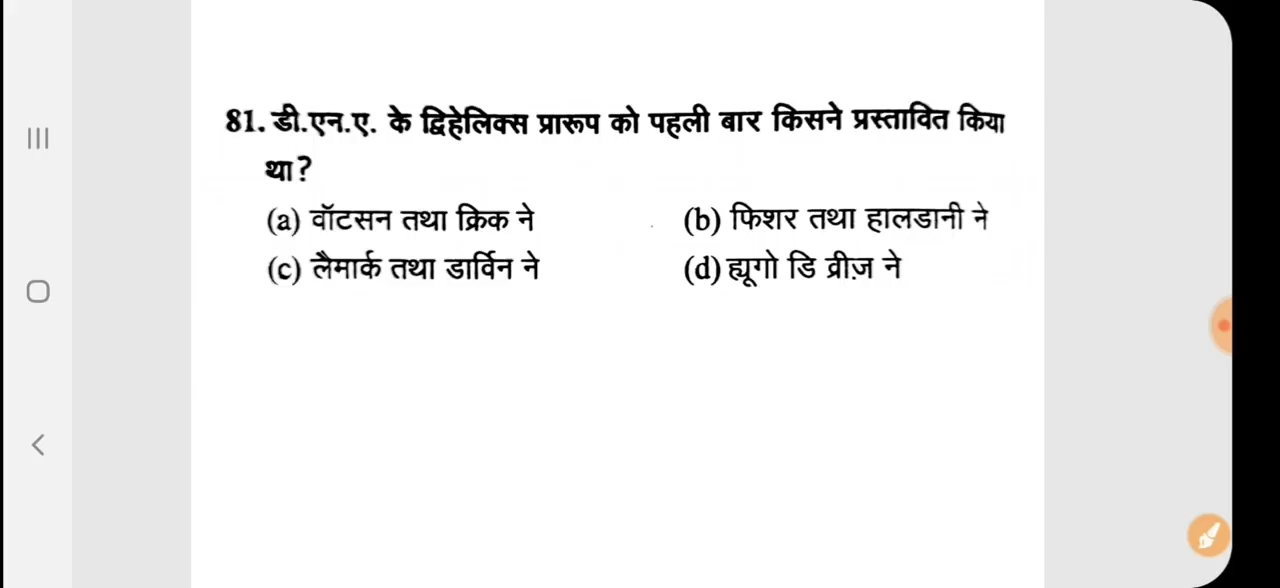 81. डी.एन.ए. के द्विहेलिक्स प्रारूप को पहली बार किसने प्रस्तावित किया
था?
(a) वॉटसन तथा क्रिक ने (b) फिशर तथा हालडानी ने
(c) लैमार्क तथा डार्विन ने (d) ह्यूगो डि व्रीज़ ने